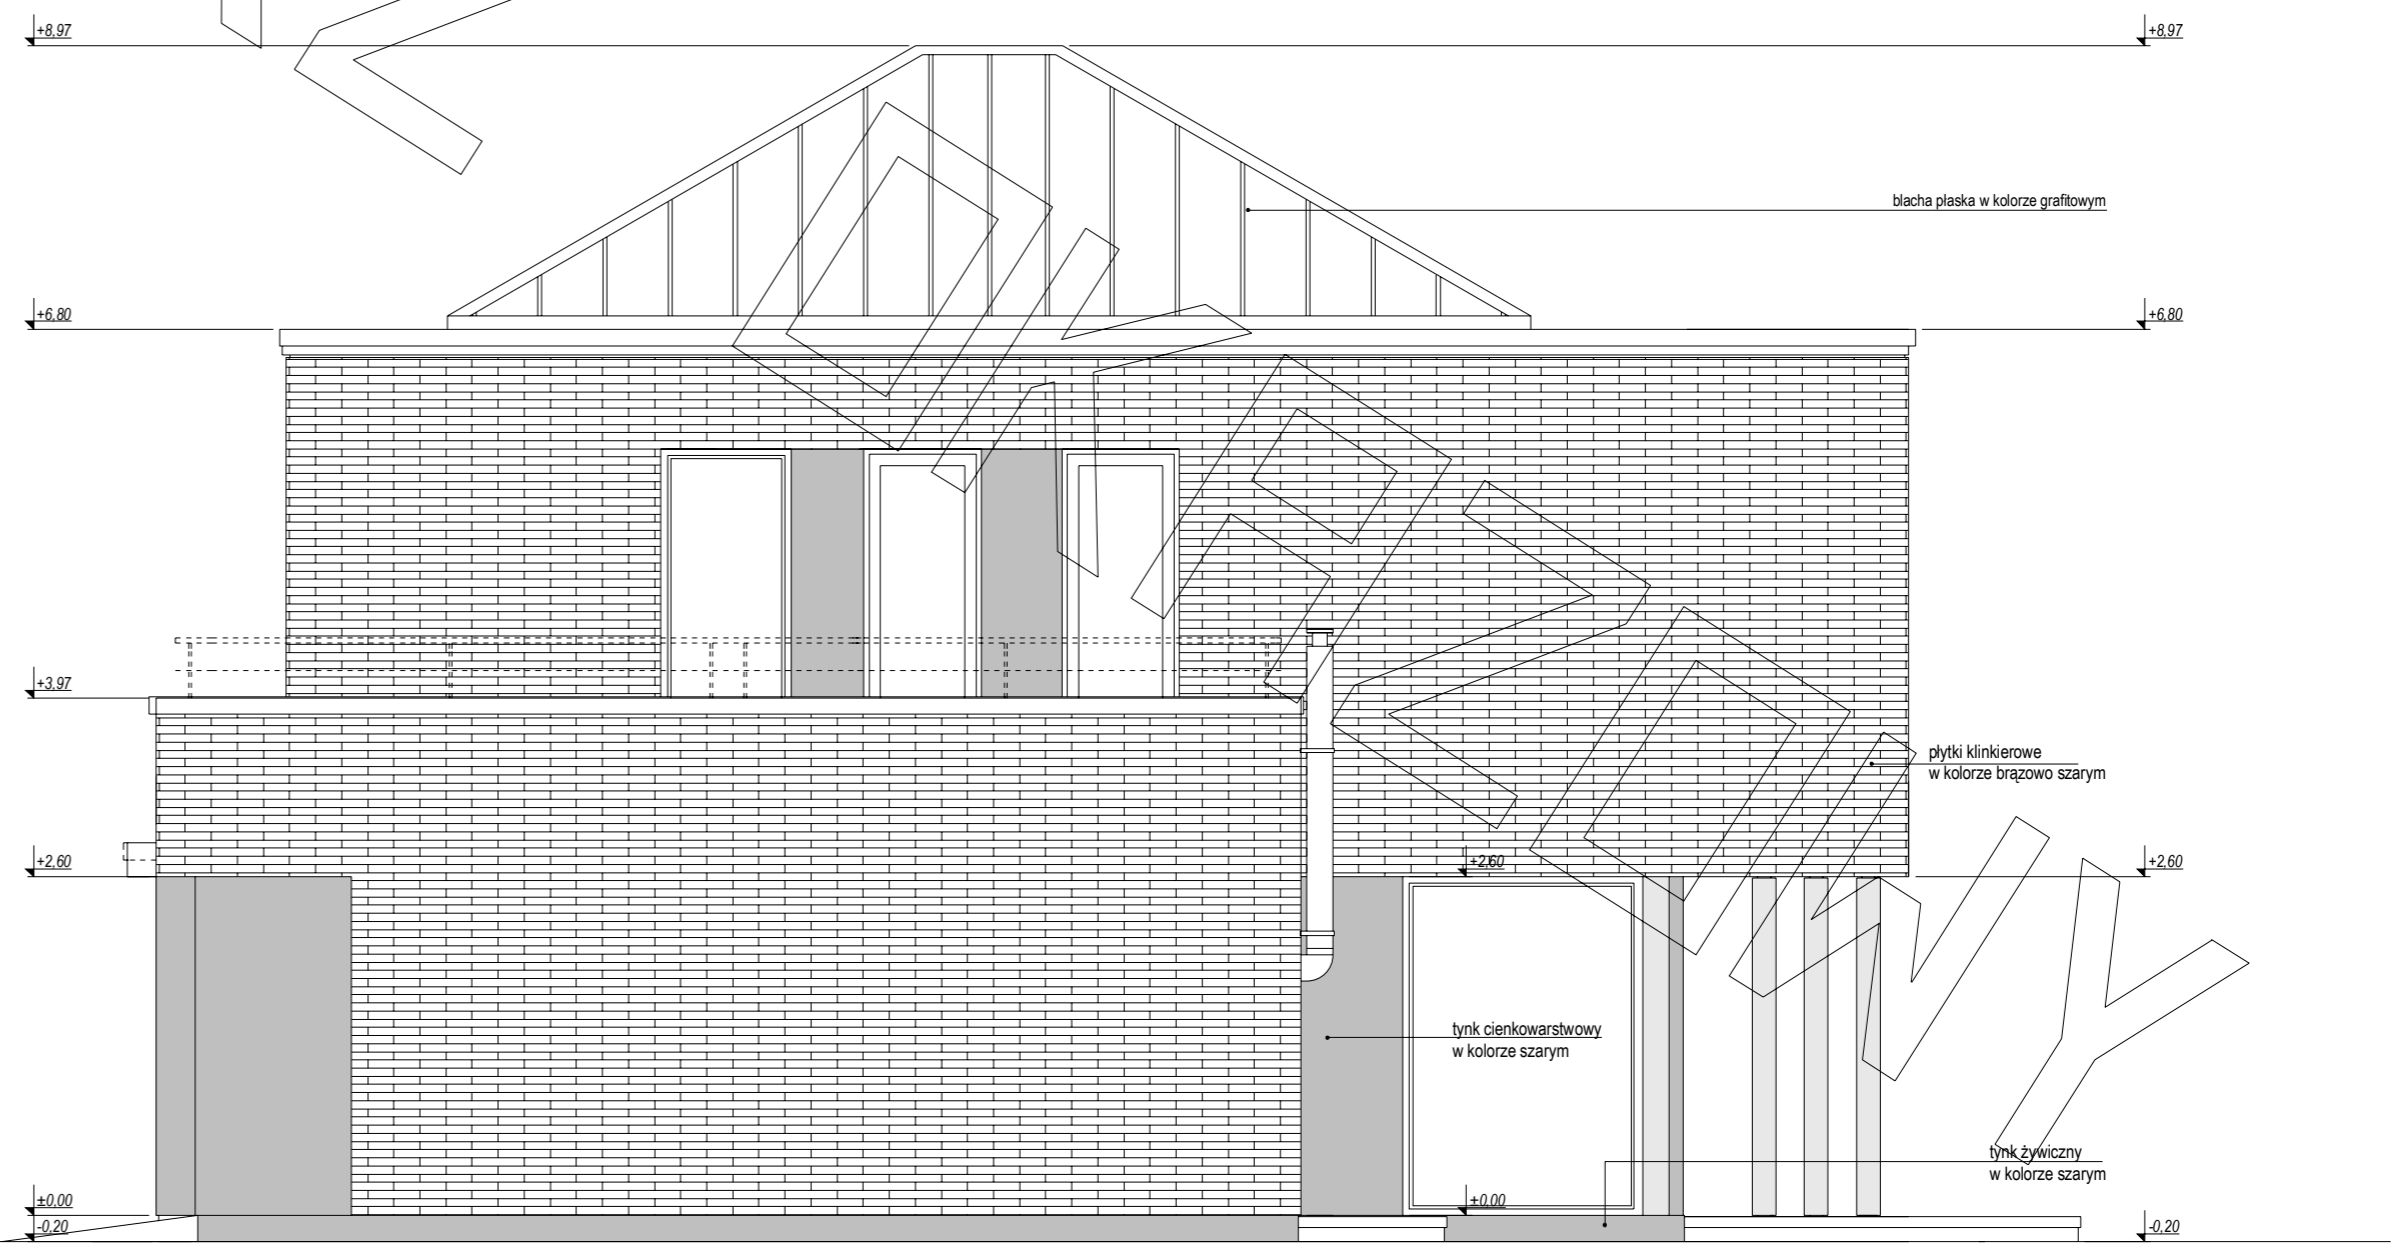 +8,97
+8,97
blacha płaska w kolorze grafitowym
+6,80
+6,80
+3,97
płytki klinkierowe
w kolorze brązowo szarym
+2,60
+2,60
+2,60
tynk cienkowarstwowy
w kolorze szarym
tynk żywiczny
w kolorze szarym
±0,00
±0,00
-0,20
-0,20